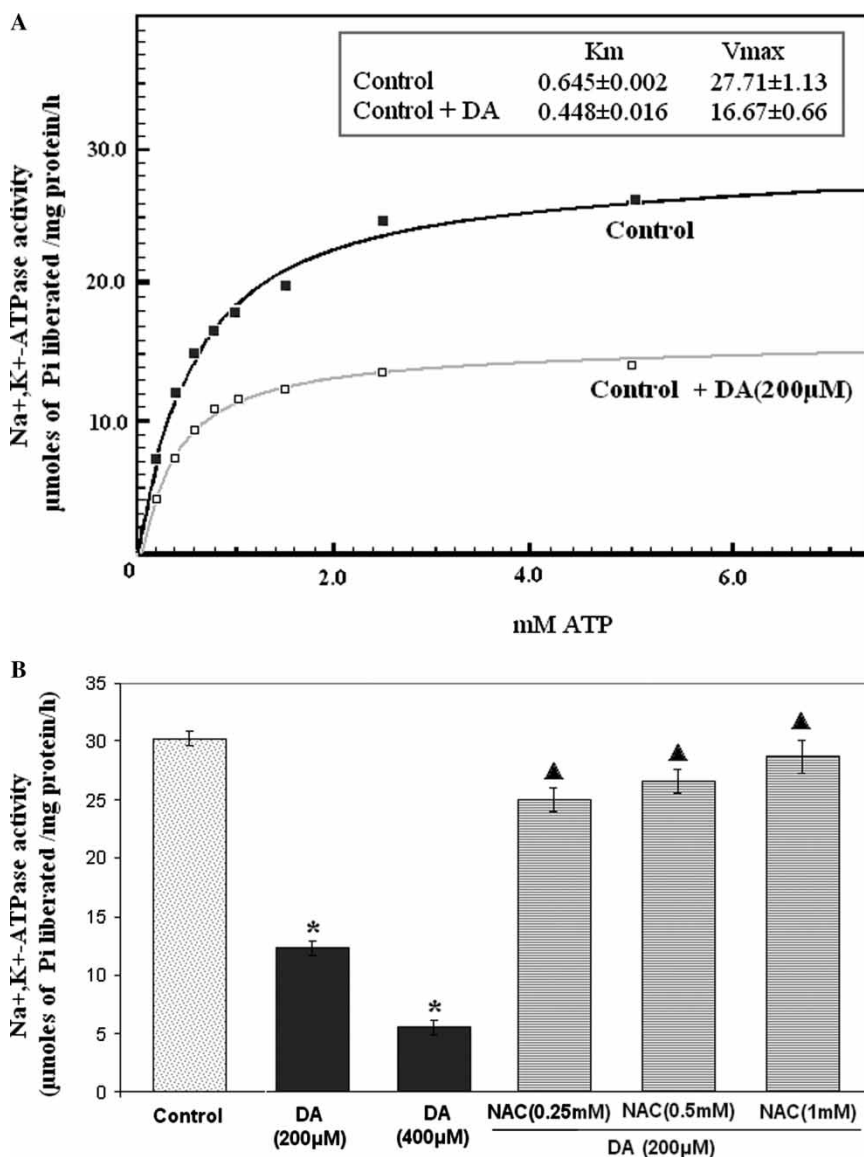 A
Na+,K+-ATPase activity
μmoles of Pi liberated /mg protein/h
Km Vmax
Control 0.645±0.002 27.71±1.13
Control + DA 0.448±0.016 16.67±0.66
30.0
20.0
10.0
Control
Control + DA(200μM)
0 2.0 4.0 6.0
mM ATP
B
Na+,K+-ATPase activity
(μmoles of Pi liberated /mg protein/h)
35
30
25
20
15
10
5
0
* *
Control DA (200μM) DA (400μM) NAC(0.25mM) NAC(0.5mM) NAC(1mM)
DA (200μM)